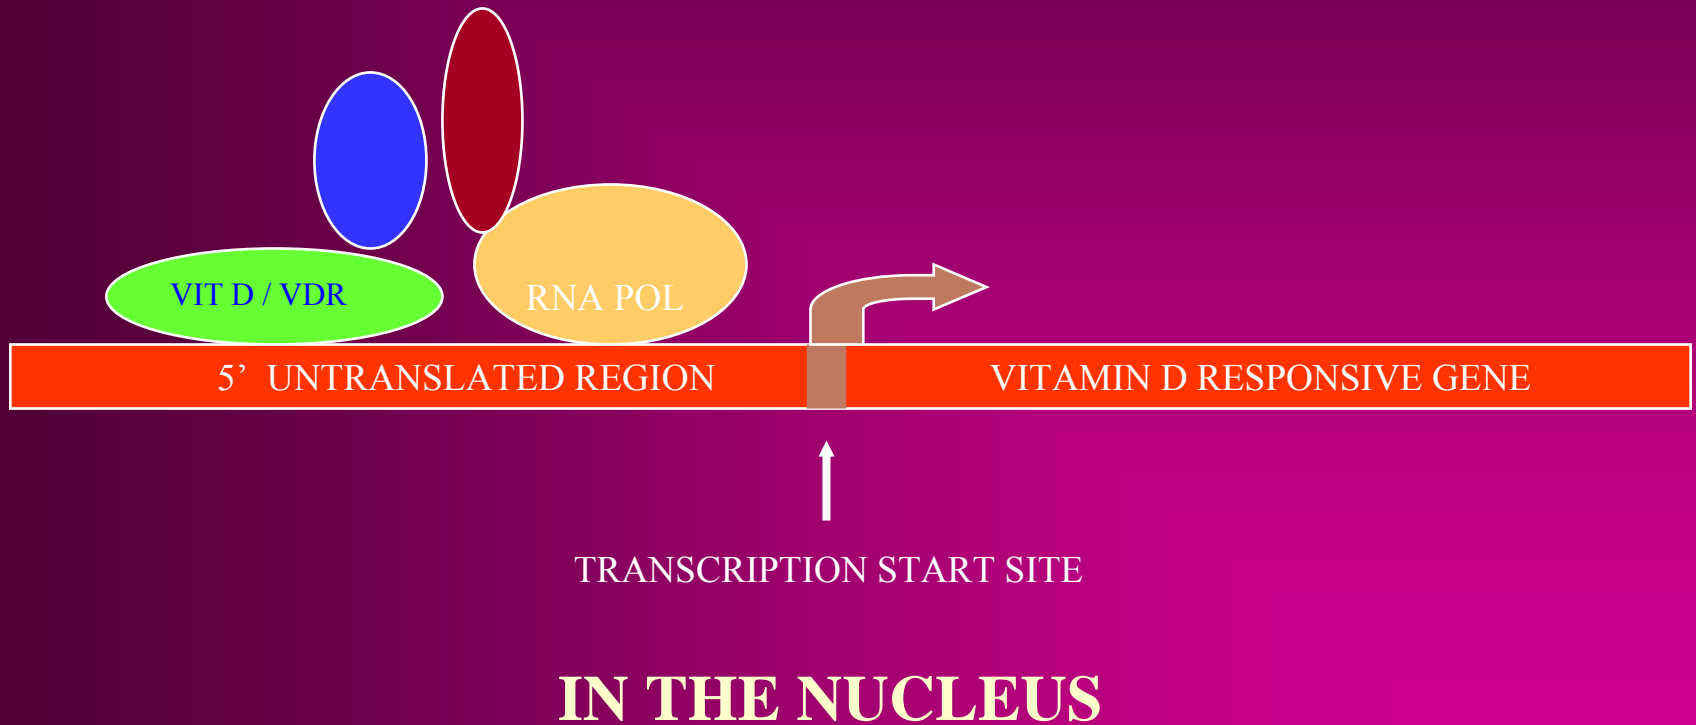 VIT D / VDR
RNA POL
5’ UNTRANSLATED REGION
VITAMIN D RESPONSIVE GENE
TRANSCRIPTION START SITE
IN THE NUCLEUS